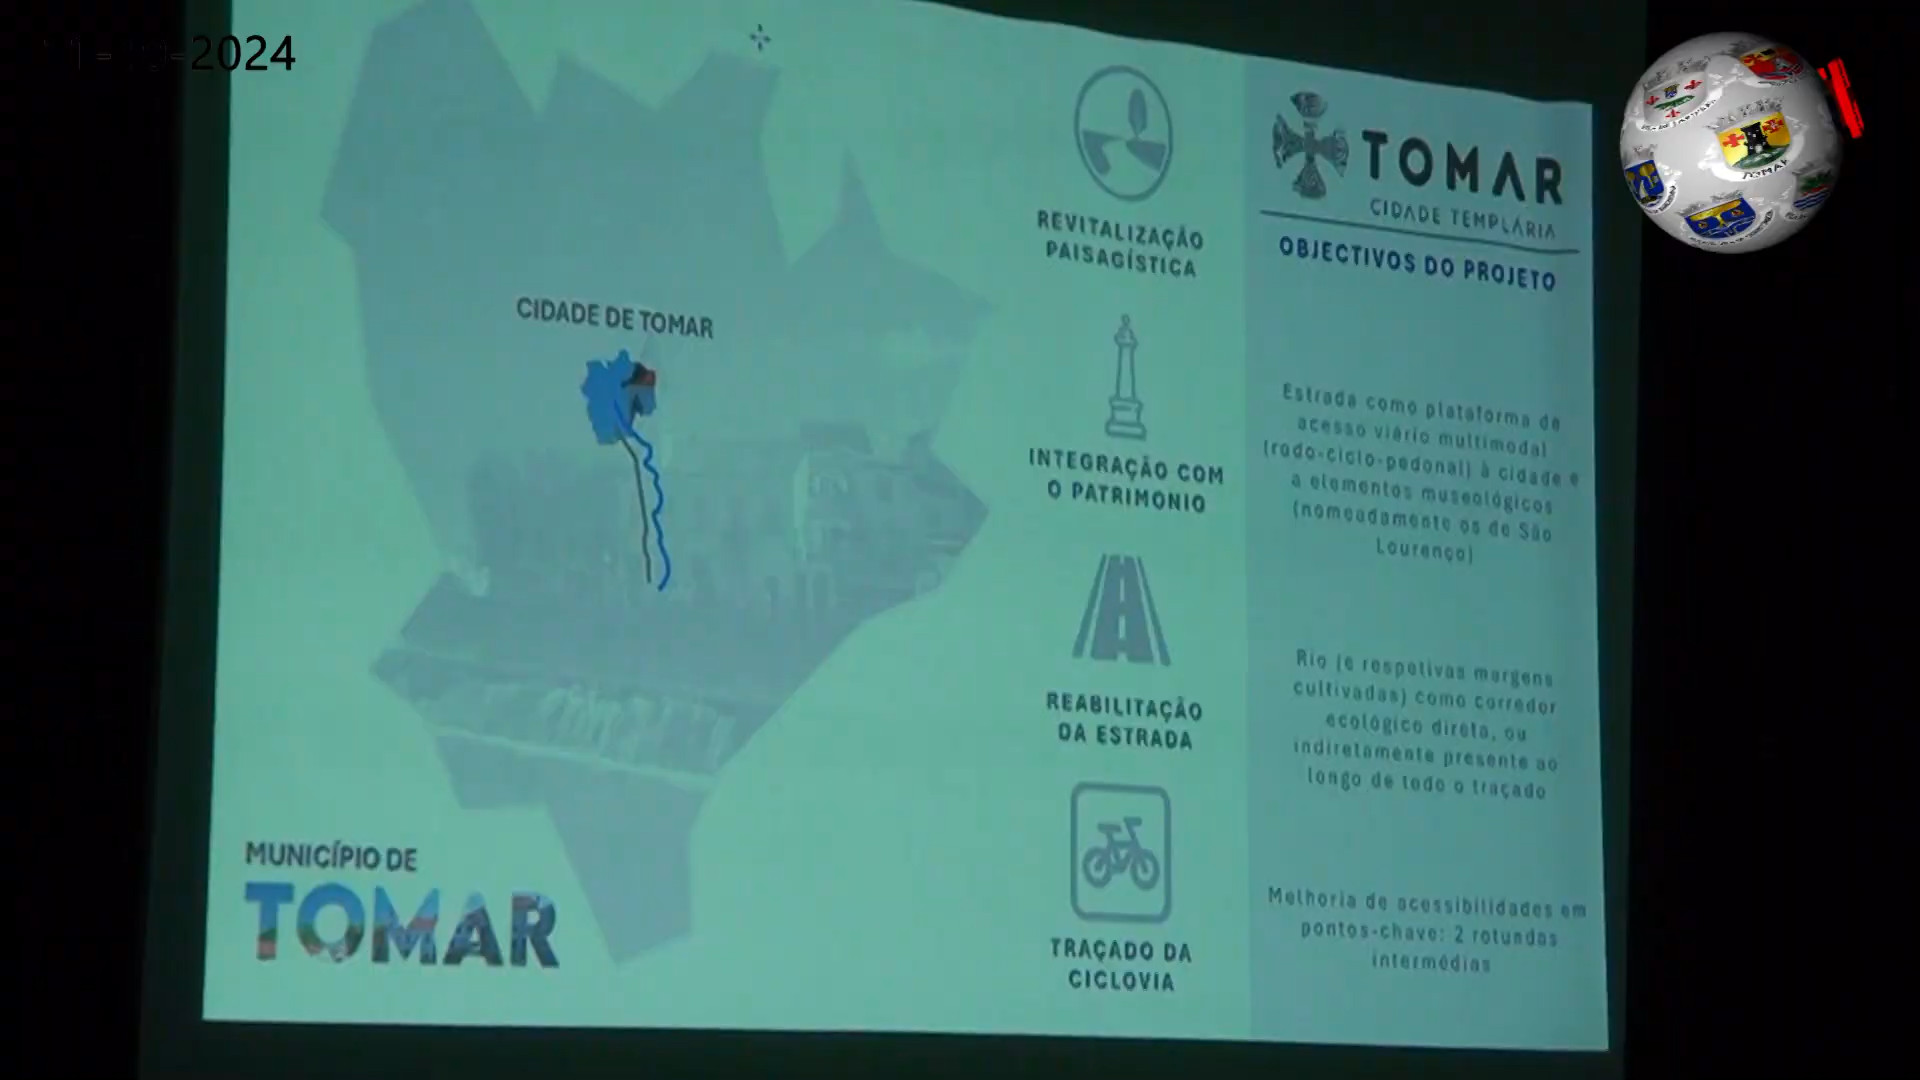 -2024
CIDADE DE TOMAR
MUNICÍPIO DE
TOMAR
REVITALIZAÇÃO
PAISAGÍSTICA
INTEGRAÇÃO COM
O PATRIMONIO
REABILITAÇÃO
DA ESTRADA
TRAÇADO DA
CICLOVIA
TOMAR
CIDADE TEMPLÁRIA
OBJECTIVOS DO PROJETO
Estrada como plataforma de
acesso viário multimodal
(rodo-ciclo-pedonal) à cidade e
a elementos museológicos
(nomeadamente os de São
Lourenço)
Rio (e respetivas margens
cultivadas) como corredor
ecológico direto, ou
indiretamente presente ao
longo de todo o traçado
Melhoria de acessibilidades em
pontos-chave: 2 rotundas
intermédias
TOMAR